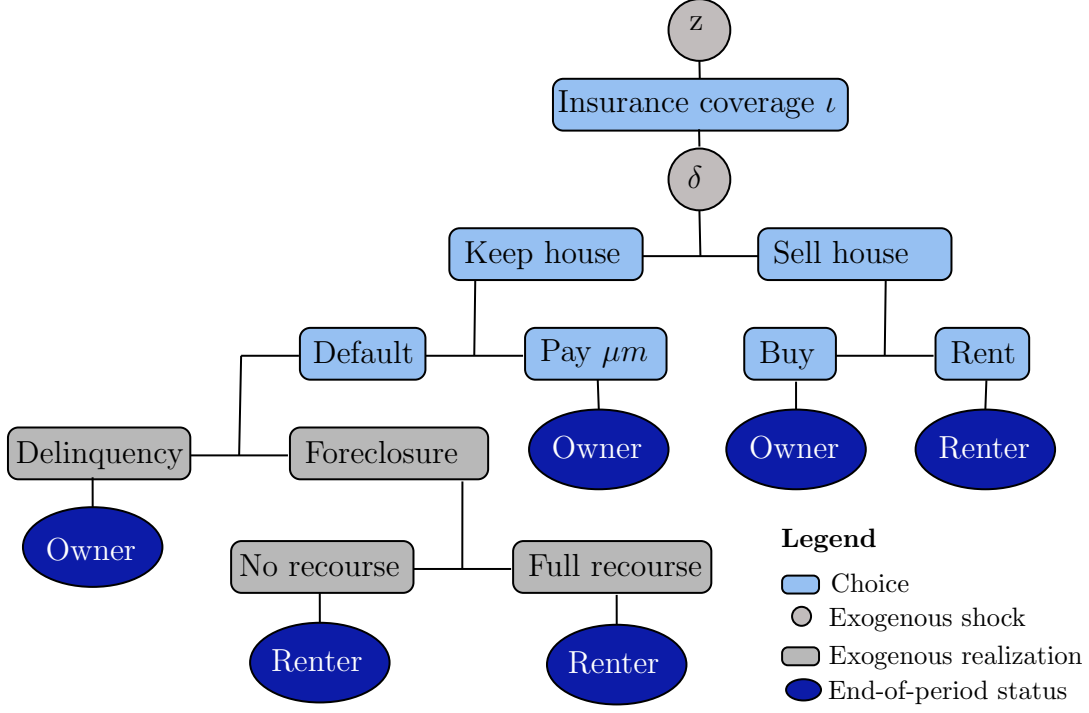 z
Insurance coverage ι
δ
Keep house
Sell house
Default
Pay μm
Buy
Rent
Delinquency
Foreclosure
Owner
Owner
Renter
Owner
No recourse
Full recourse
Renter
Renter
Legend
Choice
Exogenous shock
Exogenous realization
End-of-period status